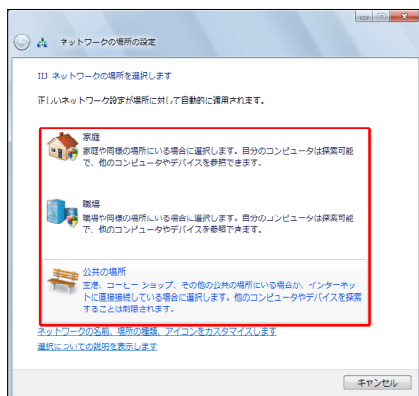 ネットワークの場所の設定
IIJ ネットワークの場所を選択します
正しいネットワーク設定が場所に対して自動的に適用されます。
家庭
家庭や同様の場所にいる場合に選択します。自分のコンピュータは探索可能
で、他のコンピュータやデバイスを参照できます。
職場
職場や同様の場所にいる場合に選択します。自分のコンピュータは探索可能
で、他のコンピュータやデバイスを参照できます。
公共の場所
空港、コーヒー ショップ、その他の公共の場所にいる場合か、インターネッ
トに直接接続している場合に選択します。他のコンピュータやデバイスを探索
することは制限されます。
ネットワークの名前、場所の種類、アイコンをカスタマイズします
選択についての説明を表示します
キャンセル